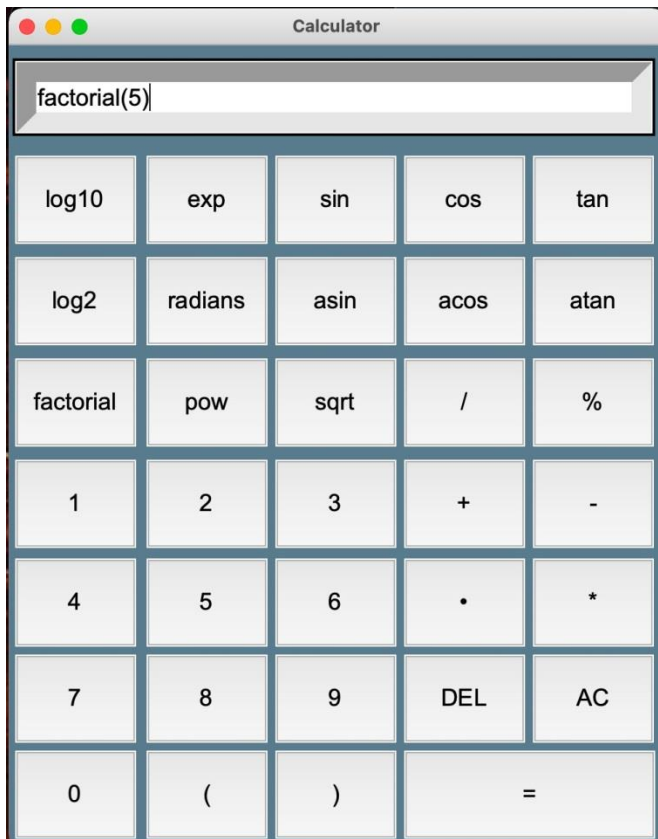 Calculator
factorial(5)
log10 exp sin cos tan
log2 radians asin acos atan
factorial pow sqrt / %
1 2 3 + -
4 5 6 • *
7 8 9 DEL AC
0 ( ) =